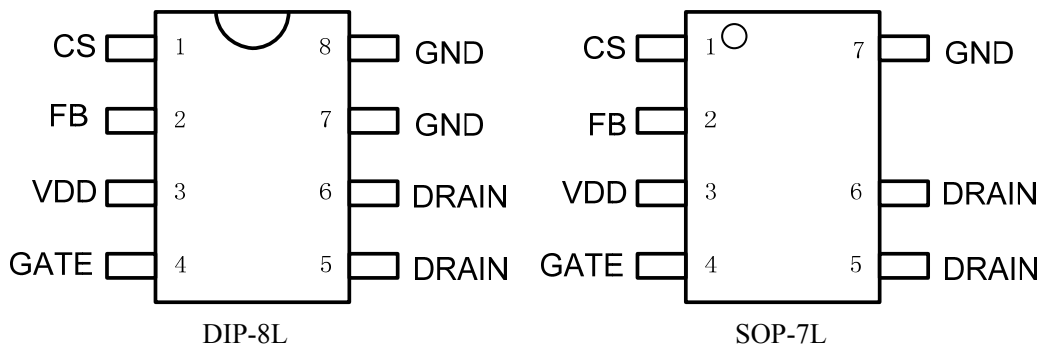 CS 1 8 GND
FB 2 7 GND
VDD 3 6 DRAIN
GATE 4 5 DRAIN
DIP-8L
CS 1 7 GND
FB 2
VDD 3 6 DRAIN
GATE 4 5 DRAIN
SOP-7L